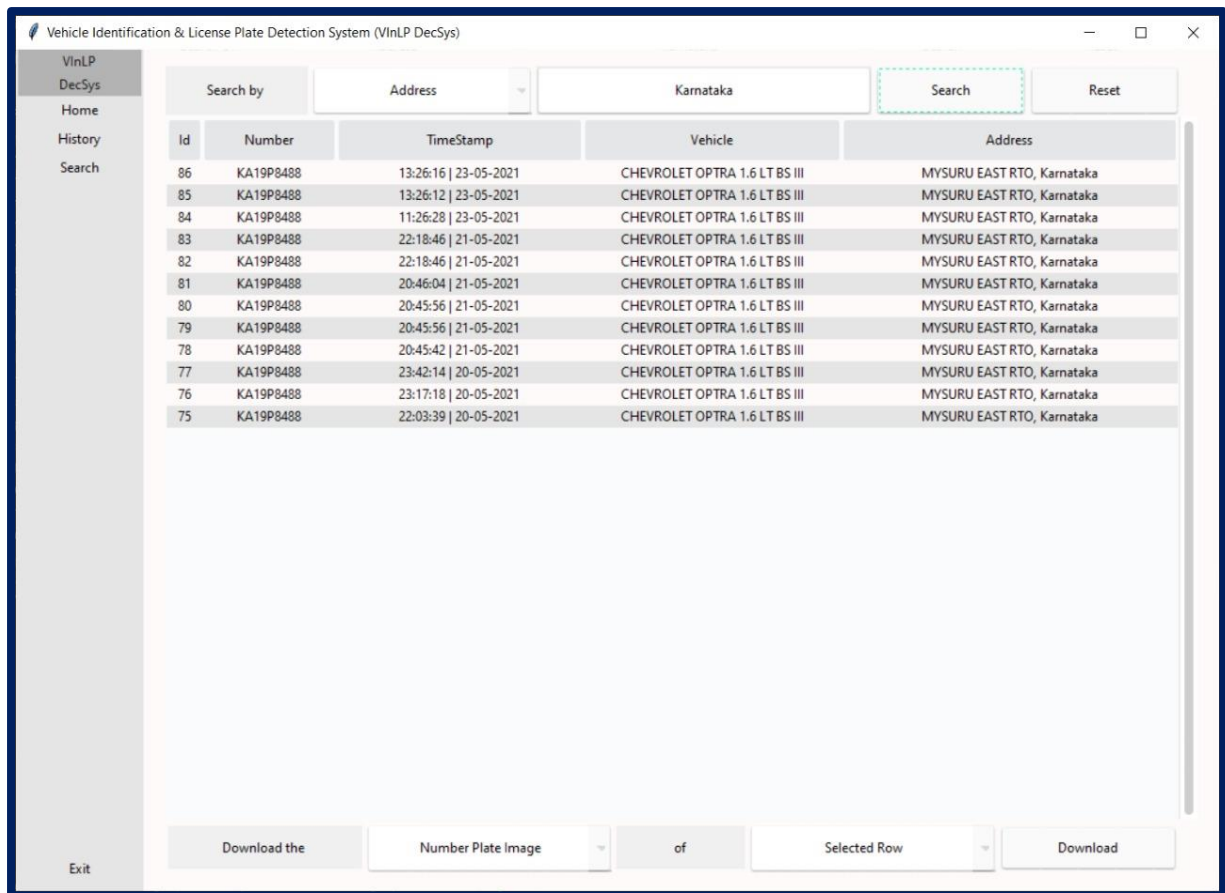 Vehicle Identification & License Plate Detection System (VInLP DecSys)
VInLP
DecSys
Home
History
Search
Exit
Search by Address Karnataka Search Reset
Id Number TimeStamp Vehicle Address
86 KA19P8488 13:26:16 | 23-05-2021 CHEVROLET OPTRA 1.6 LT BS III MYSURU EAST RTO, Karnataka
85 KA19P8488 13:26:12 | 23-05-2021 CHEVROLET OPTRA 1.6 LT BS III MYSURU EAST RTO, Karnataka
84 KA19P8488 11:26:28 | 23-05-2021 CHEVROLET OPTRA 1.6 LT BS III MYSURU EAST RTO, Karnataka
83 KA19P8488 22:18:46 | 21-05-2021 CHEVROLET OPTRA 1.6 LT BS III MYSURU EAST RTO, Karnataka
82 KA19P8488 22:18:46 | 21-05-2021 CHEVROLET OPTRA 1.6 LT BS III MYSURU EAST RTO, Karnataka
81 KA19P8488 20:46:04 | 21-05-2021 CHEVROLET OPTRA 1.6 LT BS III MYSURU EAST RTO, Karnataka
80 KA19P8488 20:45:56 | 21-05-2021 CHEVROLET OPTRA 1.6 LT BS III MYSURU EAST RTO, Karnataka
79 KA19P8488 20:45:56 | 21-05-2021 CHEVROLET OPTRA 1.6 LT BS III MYSURU EAST RTO, Karnataka
78 KA19P8488 20:45:42 | 21-05-2021 CHEVROLET OPTRA 1.6 LT BS III MYSURU EAST RTO, Karnataka
77 KA19P8488 23:42:14 | 20-05-2021 CHEVROLET OPTRA 1.6 LT BS III MYSURU EAST RTO, Karnataka
76 KA19P8488 23:17:18 | 20-05-2021 CHEVROLET OPTRA 1.6 LT BS III MYSURU EAST RTO, Karnataka
75 KA19P8488 22:03:39 | 20-05-2021 CHEVROLET OPTRA 1.6 LT BS III MYSURU EAST RTO, Karnataka
Download the Number Plate Image of Selected Row Download